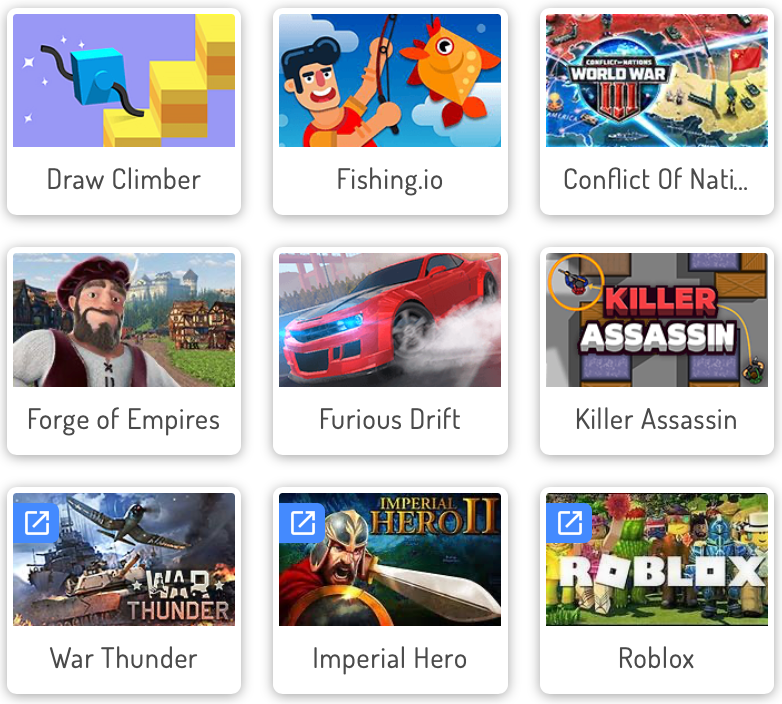 CONFLICT OF NATIONS
WORLD WAR
III
AMERICA
Draw Climber
Fishing.io
Conflict Of Nati...
KILLER
ASSASSIN
Forge of Empires
Furious Drift
Killer Assassin
WAR
THUNDER
IMPERIAL
HERO II
ROBLOX
War Thunder
Imperial Hero
Roblox